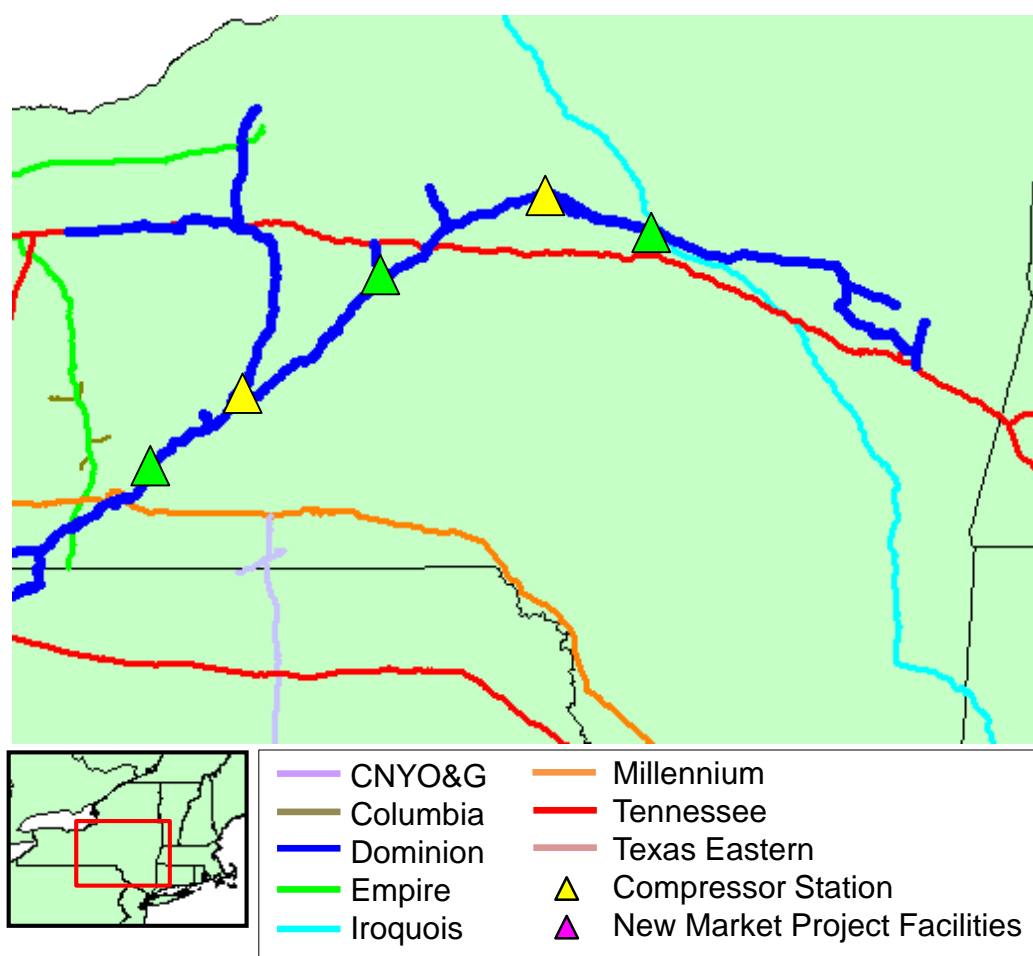 CNYO&G
Columbia
Dominion
Empire
Iroquois
Millennium
Tennessee
Texas Eastern
Compressor Station
New Market Project Facilities